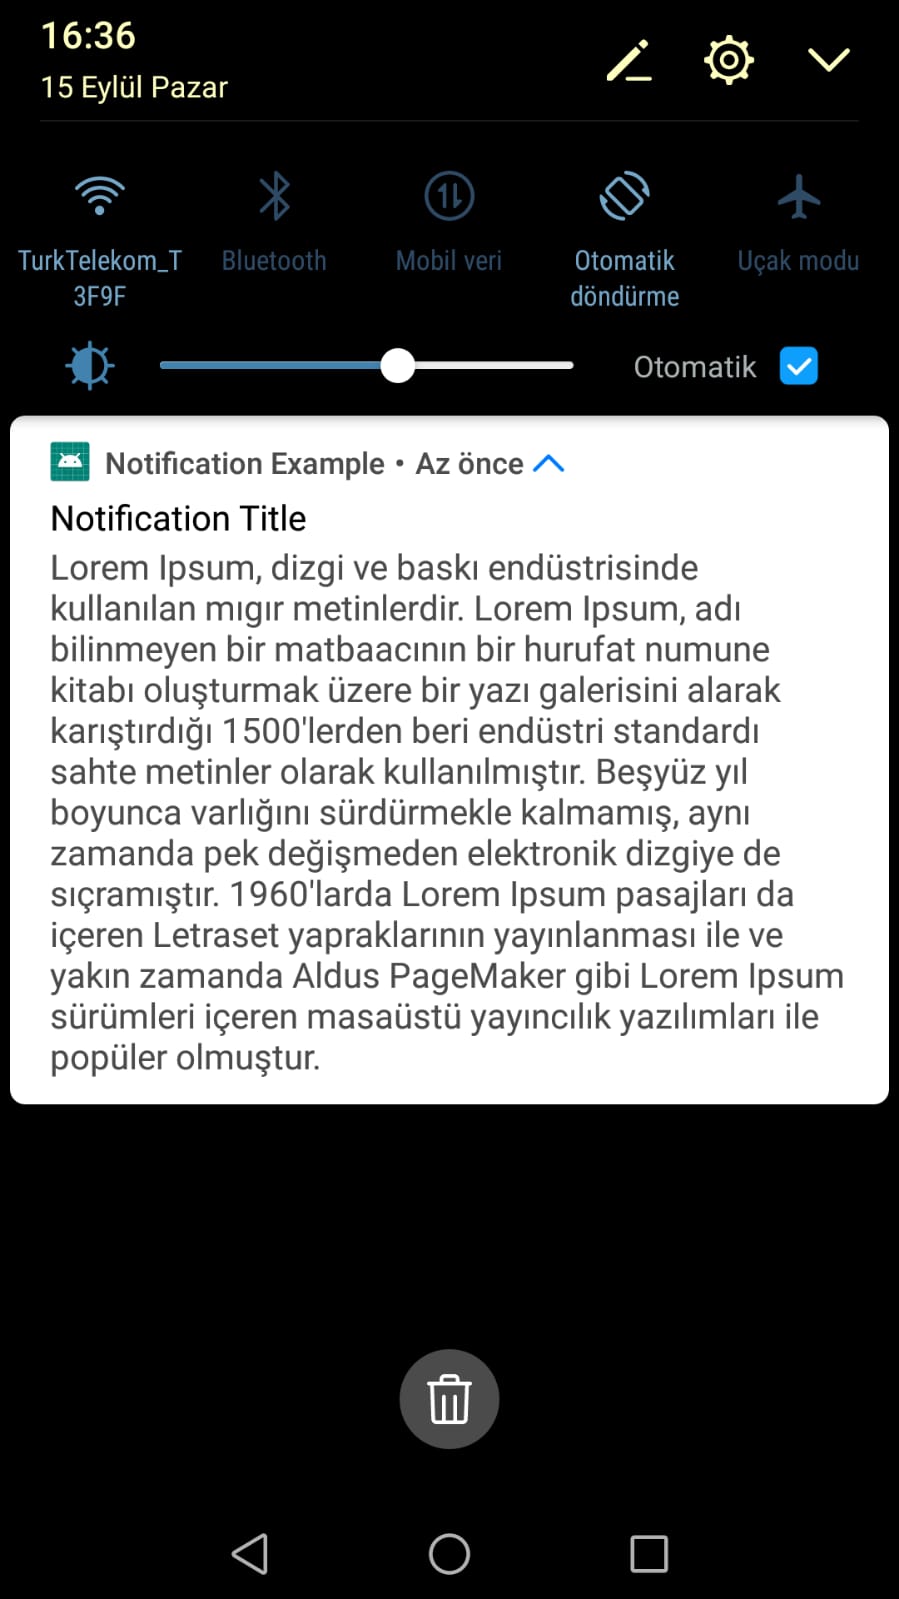 16:36
15 Eylül Pazar
TurkTelekom_T
3F9F
Bluetooth
Mobil veri
Otomatik
döndürme
Uçak modu
Otomatik
Notification Example • Az önce
Notification Title
Lorem Ipsum, dizgi ve baskı endüstrisinde
kullanılan mıgır metinlerdir. Lorem Ipsum, adı
bilinmeyen bir matbaacının bir hurufat numune
kitabı oluşturmak üzere bir yazı galerisini alarak
karıştırdığı 1500'lerden beri endüstri standardı
sahte metinler olarak kullanılmıştır. Beşyüz yıl
boyunca varlığını sürdürmekle kalmamış, aynı
zamanda pek değişmeden elektronik dizgiye de
sıçramıştır. 1960'larda Lorem Ipsum pasajları da
içeren Letraset yapraklarının yayınlanması ile ve
yakın zamanda Aldus PageMaker gibi Lorem Ipsum
sürümleri içeren masaüstü yayıncılık yazılımları ile
popüler olmuştur.